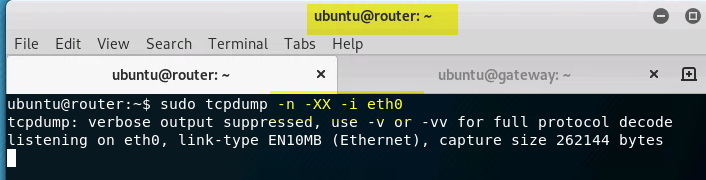 ubuntu@router: ~
File Edit View Search Terminal Tabs Help
ubuntu@router: ~ × ubuntu@gateway: ~ ×
ubuntu@router:~$ sudo tcpdump -n -XX -i eth0
tcpdump: verbose output suppressed, use -v or -vv for full protocol decode
listening on eth0, link-type EN10MB (Ethernet), capture size 262144 bytes